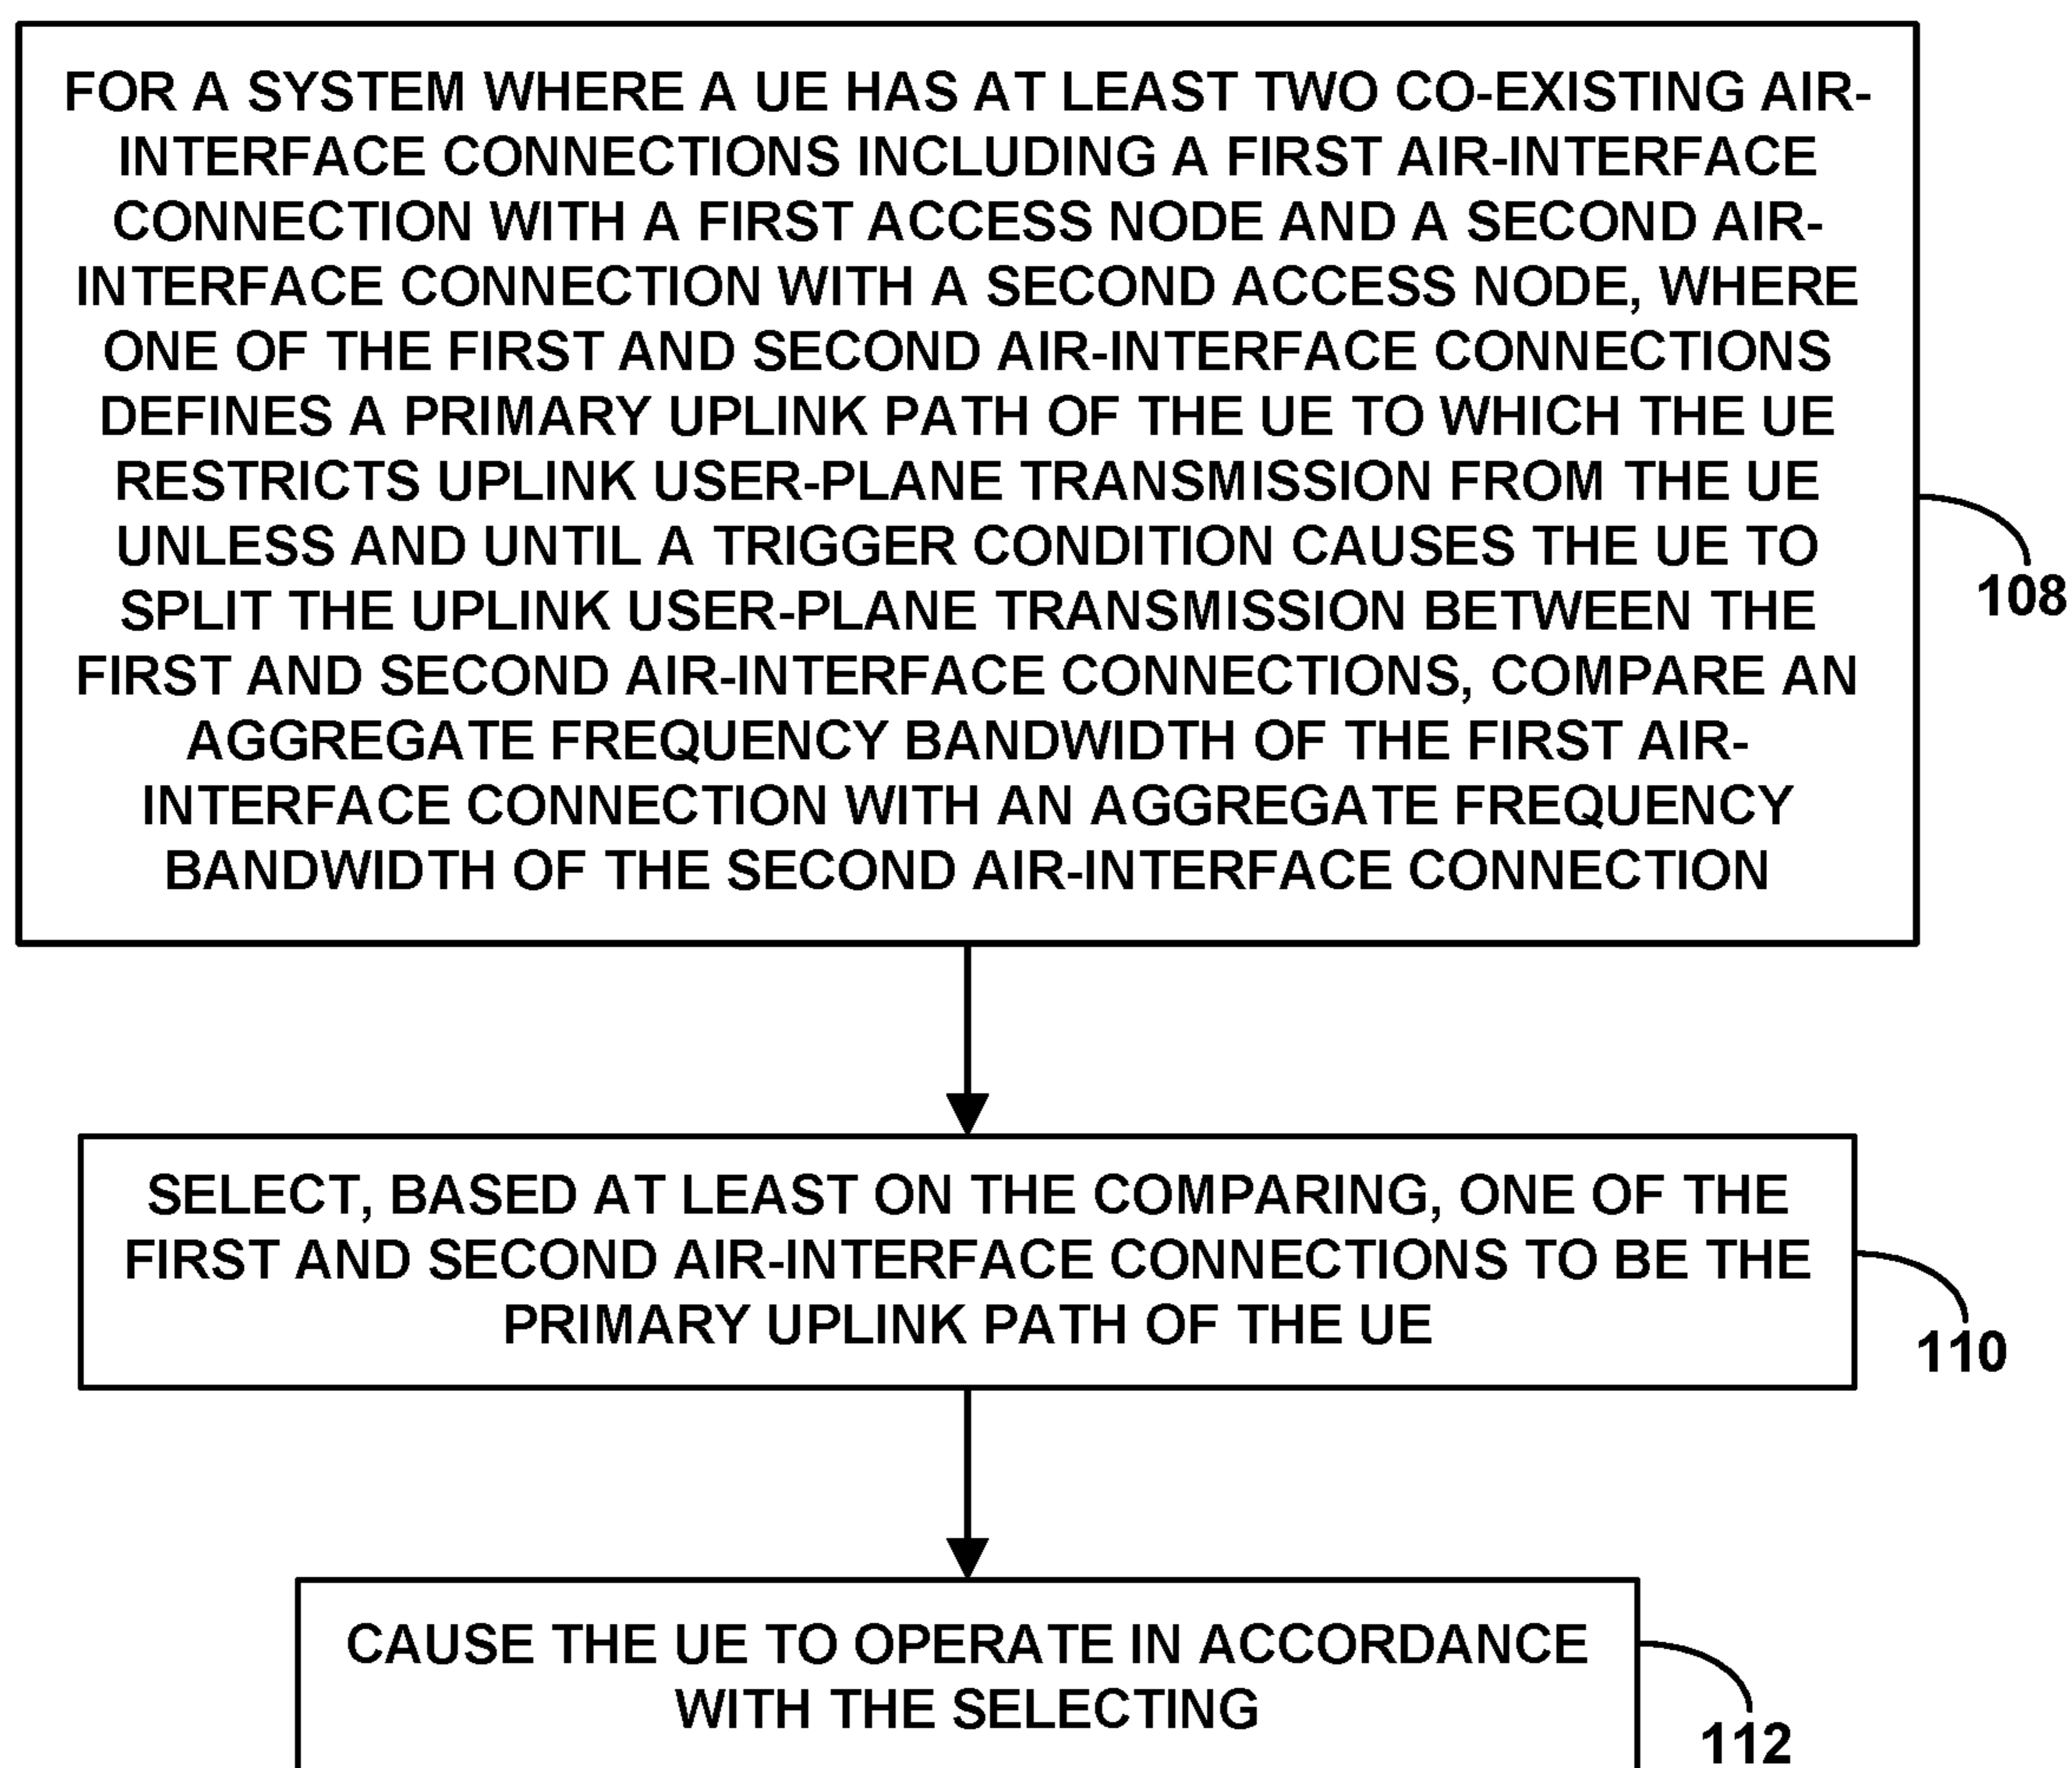 FOR A SYSTEM WHERE A UE HAS AT LEAST TWO CO-EXISTING AIR-
INTERFACE CONNECTIONS INCLUDING A FIRST AIR-INTERFACE
CONNECTION WITH A FIRST ACCESS NODE AND A SECOND AIR-
INTERFACE CONNECTION WITH A SECOND ACCESS NODE, WHERE
ONE OF THE FIRST AND SECOND AIR-INTERFACE CONNECTIONS
DEFINES A PRIMARY UPLINK PATH OF THE UE TO WHICH THE UE
RESTRICTS UPLINK USER-PLANE TRANSMISSION FROM THE UE
UNLESS AND UNTIL A TRIGGER CONDITION CAUSES THE UE TO
SPLIT THE UPLINK USER-PLANE TRANSMISSION BETWEEN THE
FIRST AND SECOND AIR-INTERFACE CONNECTIONS, COMPARE AN
AGGREGATE FREQUENCY BANDWIDTH OF THE FIRST AIR-
INTERFACE CONNECTION WITH AN AGGREGATE FREQUENCY
BANDWIDTH OF THE SECOND AIR-INTERFACE CONNECTION
108
SELECT, BASED AT LEAST ON THE COMPARING, ONE OF THE
FIRST AND SECOND AIR-INTERFACE CONNECTIONS TO BE THE
PRIMARY UPLINK PATH OF THE UE
110
CAUSE THE UE TO OPERATE IN ACCORDANCE
WITH THE SELECTING
112